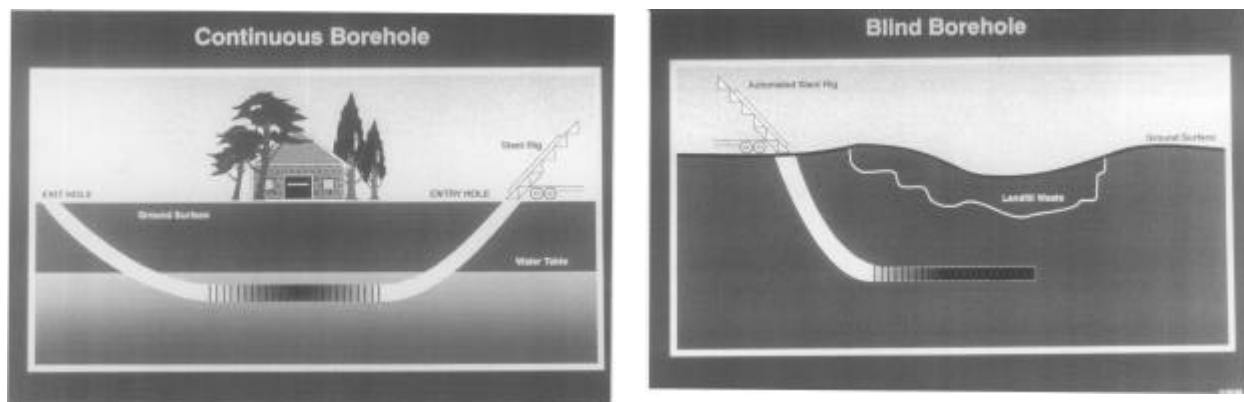 Continuous Borehole
Slant Rig
EXIT HOLE
ENTRY HOLE
Ground Surface
Water Table
Blind Borehole
Automated Slant Rig
Ground Surface
Landfill Waste